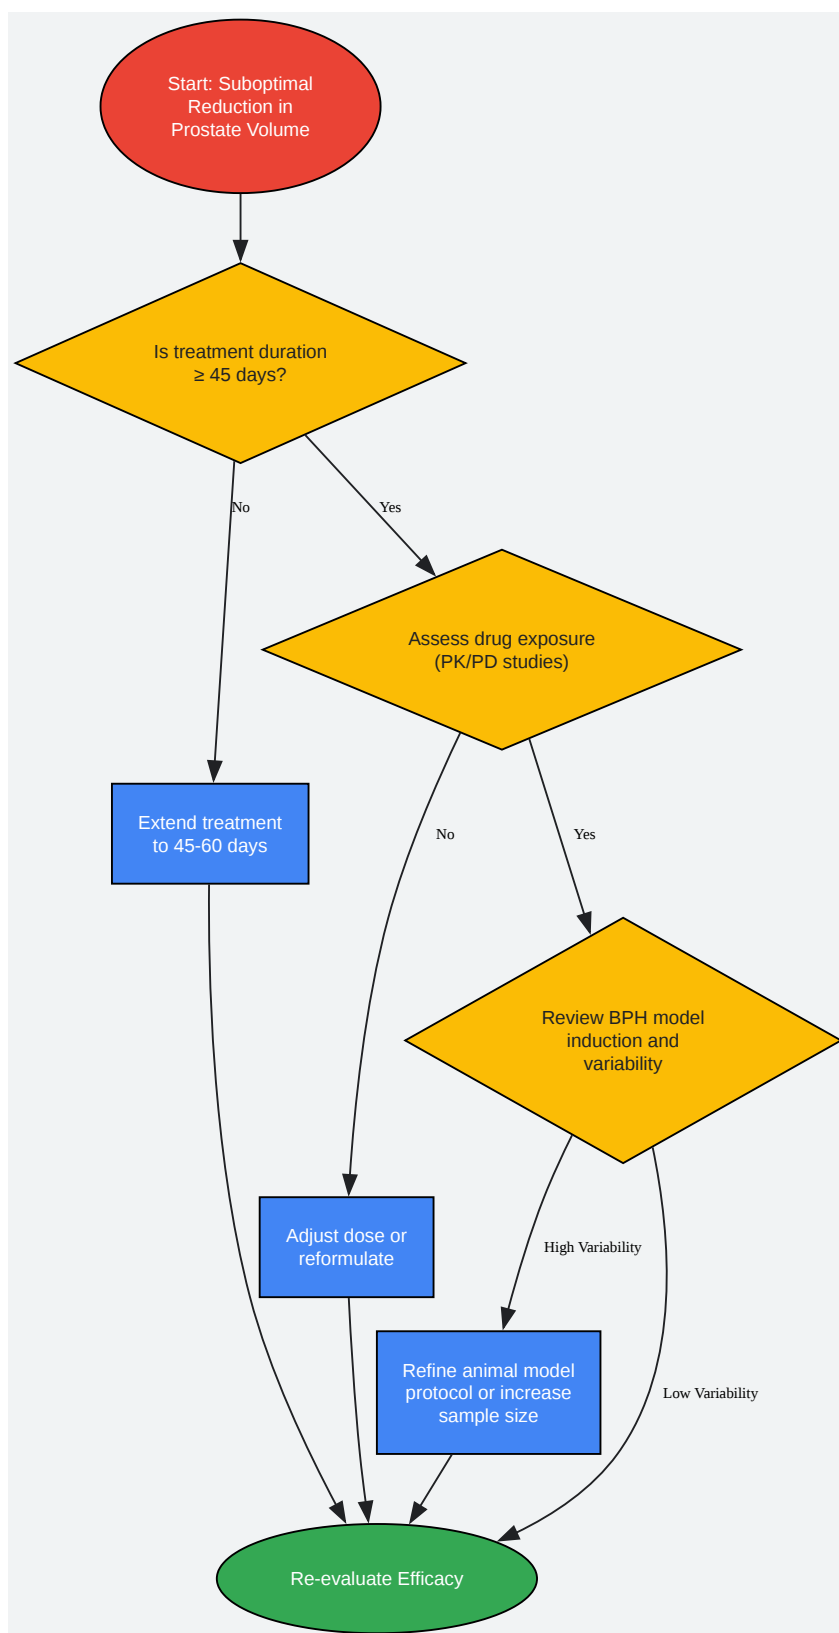 Start: Suboptimal
Reduction in
Prostate Volume
Is treatment duration
≥ 45 days?
No
Yes
Assess drug exposure
(PK/PD studies)
Extend treatment
to 45-60 days
No
Yes
Review BPH model
induction and
variability
Adjust dose or
reformulate
High Variability
Refine animal model
protocol or increase
sample size
Low Variability
Re-evaluate Efficacy